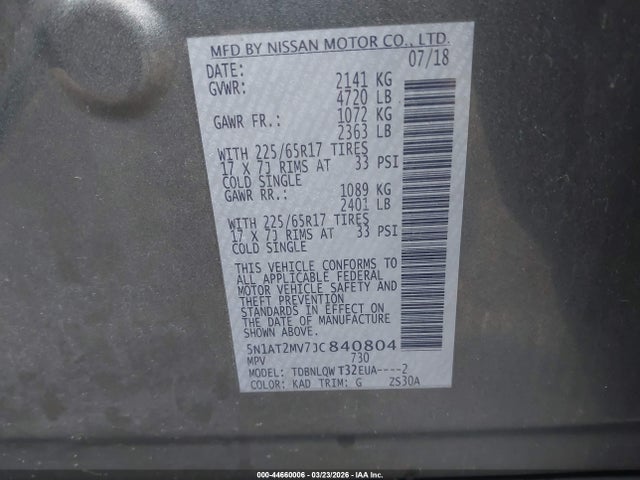 MFD BY NISSAN MOTOR CO., LTD.
DATE: 07/18
GVWR: 2141 KG
4720 LB
GAWR FR.: 1072 KG
2363 LB
WITH 225/65R17 TIRES
17 X 7J RIMS AT 33 PSI
COLD SINGLE
GAWR RR.: 1089 KG
2401 LB
WITH 225/65R17 TIRES
17 X 7J RIMS AT 33 PSI
COLD SINGLE
THIS VEHICLE CONFORMS TO
ALL APPLICABLE FEDERAL
MOTOR VEHICLE SAFETY AND
THEFT PREVENTION
STANDARDS IN EFFECT ON
THE DATE OF MANUFACTURE
SHOWN ABOVE.
5N1AT2MV7JC840804
MPV 730
MODEL: TDBNLQWT32EUA----2
COLOR: KAD TRIM: G ZS30A
000-44660006 - 03/23/2026 - IAA Inc.